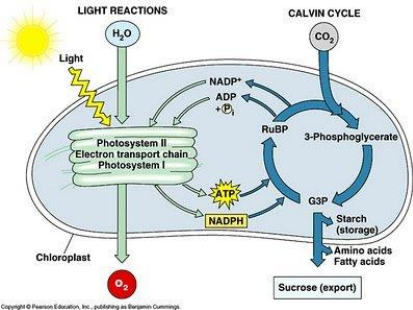 LIGHT REACTIONS
CALVIN CYCLE
H₂O
CO₂
Light
NADP⁺
ADP
+ Pᵢ
RuBP
3-Phosphoglycerate
Photosystem II
Electron transport chain
Photosystem I
ATP
NADPH
G3P
Starch
(storage)
Amino acids
Fatty acids
Chloroplast
O₂
Sucrose (export)
Copyright © Pearson Education, Inc., publishing as Benjamin Cummings.